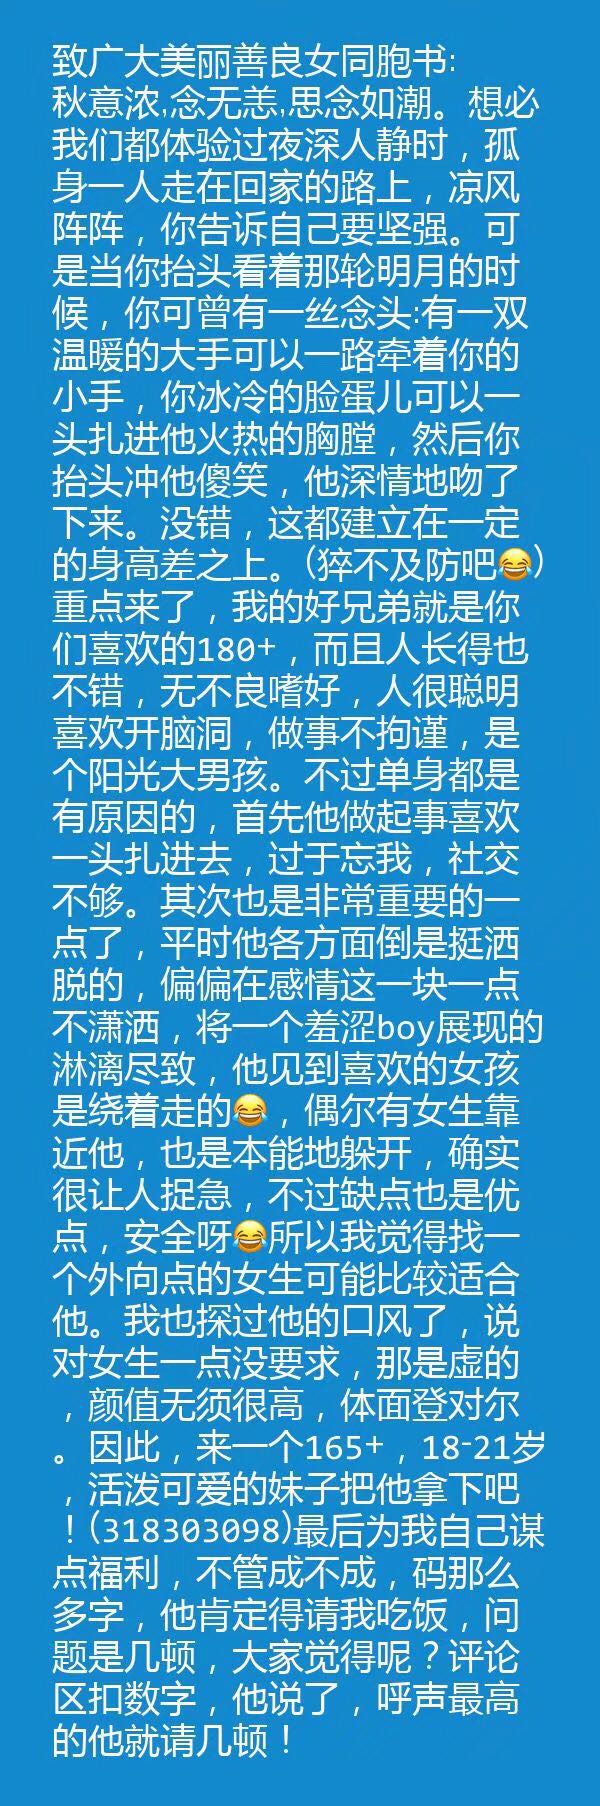 致广大美丽善良女同胞书:
秋意浓,念无恙,思念如潮。想必
我们都体验过夜深人静时，孤
身一人走在回家的路上，凉风
阵阵，你告诉自己要坚强。可
是当你抬头看着那轮明月的时
候，你可曾有一丝念头:有一双
温暖的大手可以一路牵着你的
小手，你冰冷的脸蛋儿可以一
头扎进他火热的胸膛，然后你
抬头冲他傻笑，他深情地吻了
下来。没错，这都建立在一定
的身高差之上。(猝不及防吧😂)
重点来了，我的好兄弟就是你
们喜欢的180+，而且人长得也
不错，无不良嗜好，人很聪明
喜欢开脑洞，做事不拘谨，是
个阳光大男孩。不过单身都是
有原因的，首先他做起事喜欢
一头扎进去，过于忘我，社交
不够。其次也是非常重要的一
点了，平时他各方面倒是挺洒
脱的，偏偏在感情这一块一点
不潇洒，将一个羞涩boy展现的
淋漓尽致，他见到喜欢的女孩
是绕着走的😂，偶尔有女生靠
近他，也是本能地躲开，确实
很让人捉急，不过缺点也是优
点，安全呀😂所以我觉得找一
个外向点的女生可能比较适合
他。我也探过他的口风了，说
对女生一点没要求，那是虚的
，颜值无须很高，体面登对尔
。因此，来一个165+，18-21岁
，活泼可爱的妹子把他拿下吧
！(318303098)最后为我自己谋
点福利，不管成不成，码那么
多字，他肯定得请我吃饭，问
题是几顿，大家觉得呢？评论
区扣数字，他说了，呼声最高
的他就请几顿！